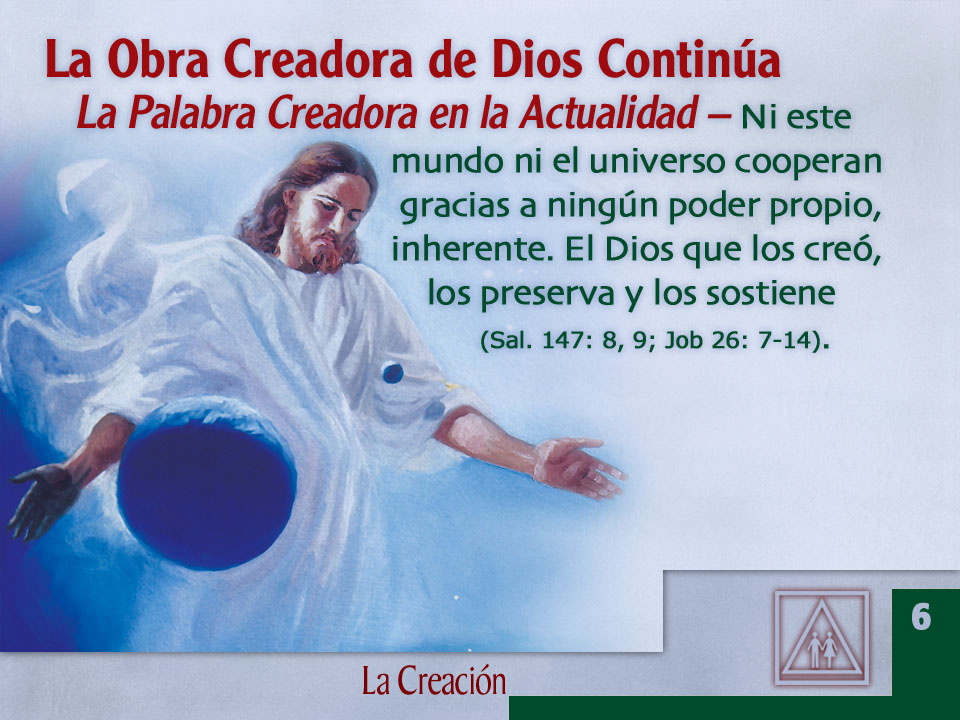 La Obra Creadora de Dios Continúa
La Palabra Creadora en la Actualidad – Ni este
mundo ni el universo cooperan
gracias a ningún poder propio,
inherente. El Dios que los creó,
los preserva y los sostiene
(Sal. 147: 8, 9; Job 26: 7-14).
6
La Creación